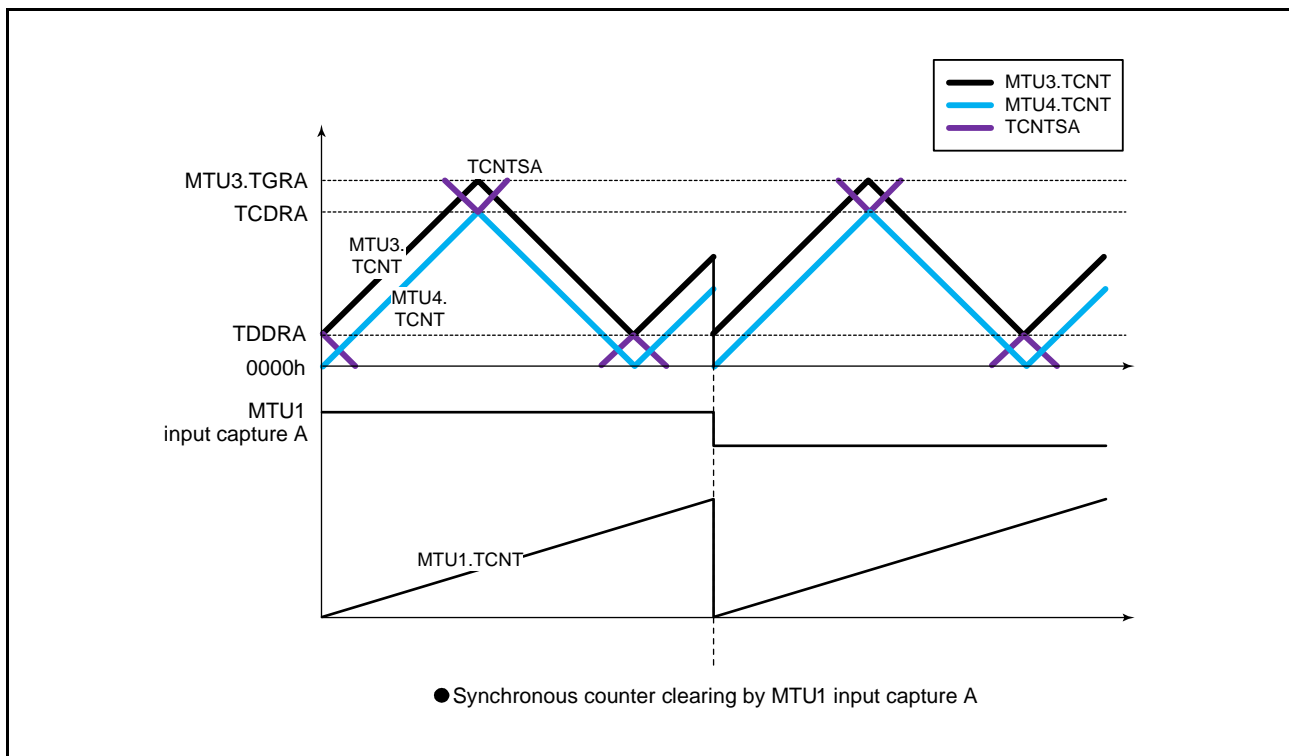 MTU3.TCNT
MTU4.TCNT
TCNTSA
TCNTSA
MTU3.TGRA
TCDRA
MTU3.
TCNT
MTU4.
TCNT
TDDRA
0000h
MTU1
input capture A
MTU1.TCNT
●Synchronous counter clearing by MTU1 input capture A